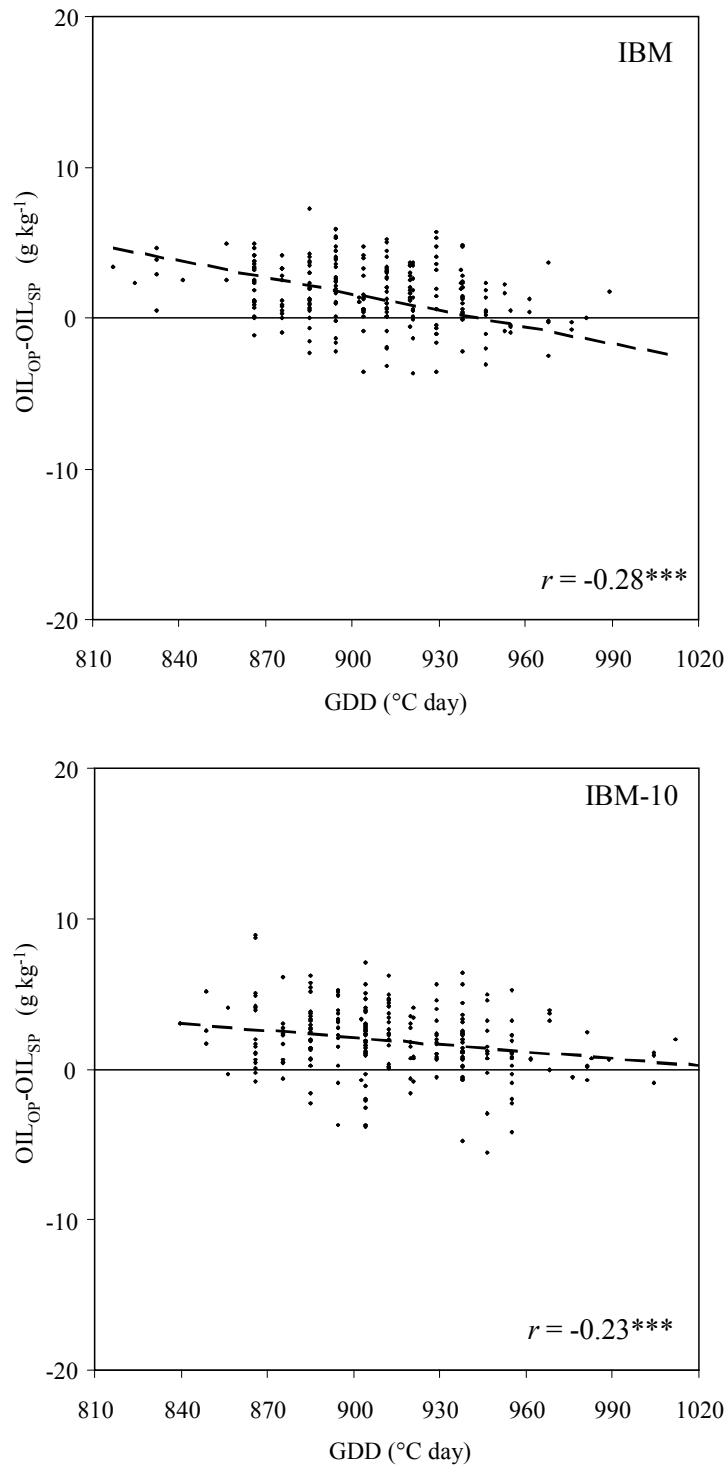 20
IBM
10
OIL_OP-OIL_SP (g kg⁻¹)
0
-10
r = -0.28***
-20
810 840 870 900 930 960 990 1020
GDD (°C day)
20
IBM-10
10
OIL_OP-OIL_SP (g kg⁻¹)
0
-10
r = -0.23***
-20
810 840 870 900 930 960 990 1020
GDD (°C day)